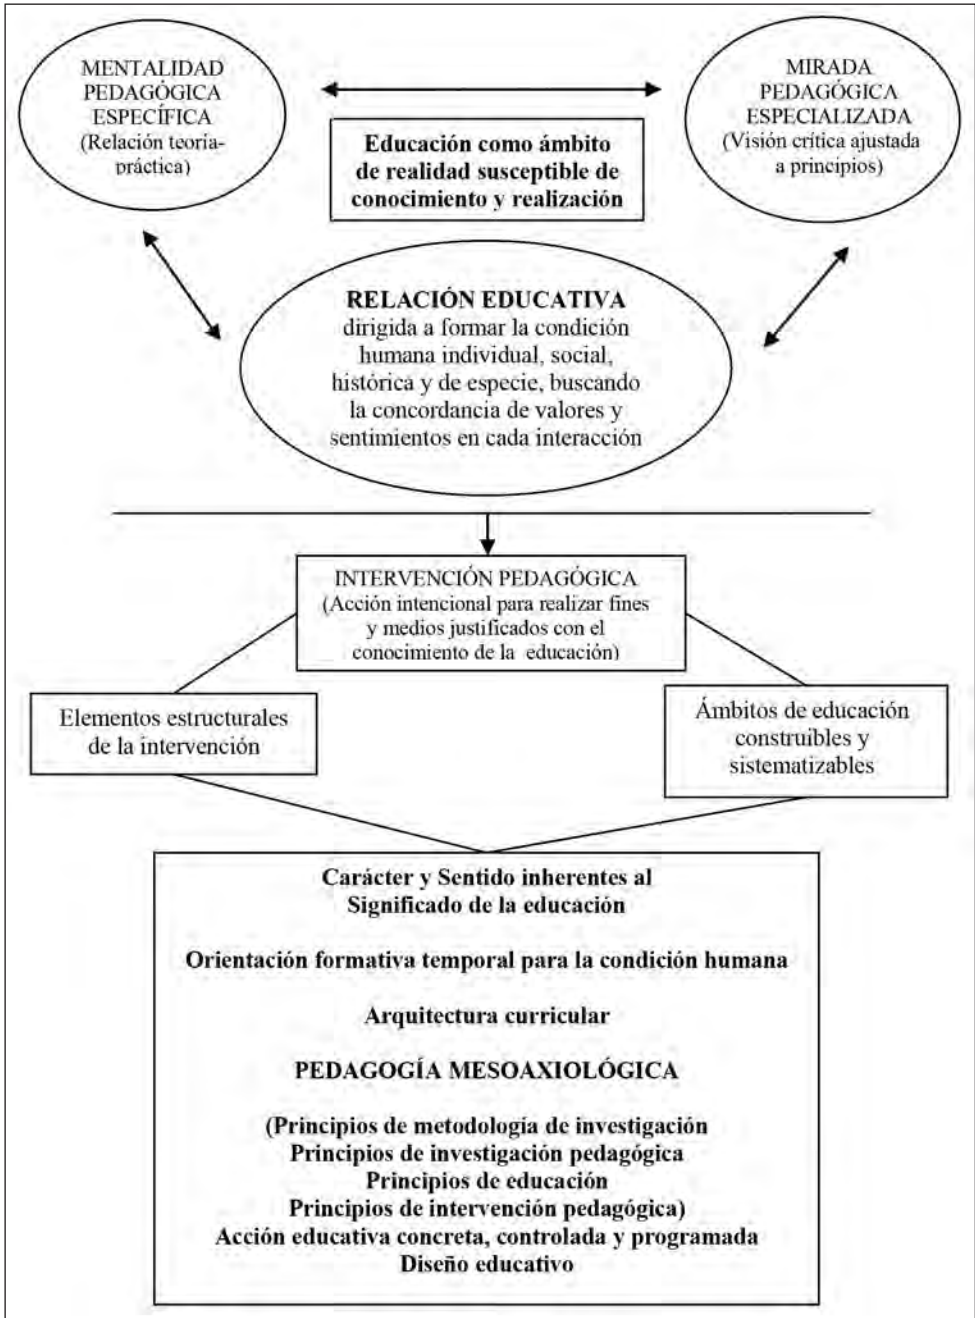 MENTALIDAD
PEDAGÓGICA
ESPECÍFICA
(Relación teoría-
práctica)
MIRADA
PEDAGÓGICA
ESPECIALIZADA
(Visión crítica ajustada
a principios)
Educación como ámbito
de realidad susceptible de
conocimiento y realización
RELACIÓN EDUCATIVA
dirigida a formar la condición
humana individual, social,
histórica y de especie, buscando
la concordancia de valores y
sentimientos en cada interacción
INTERVENCIÓN PEDAGÓGICA
(Acción intencional para realizar fines
y medios justificados con el
conocimiento de la educación)
Elementos estructurales
de la intervención
Ámbitos de educación
construibles y
sistematizables
Carácter y Sentido inherentes al
Significado de la educación
Orientación formativa temporal para la condición humana
Arquitectura curricular
PEDAGOGÍA MESOAXIOLÓGICA
(Principios de metodología de investigación
Principios de investigación pedagógica
Principios de educación
Principios de intervención pedagógica)
Acción educativa concreta, controlada y programada
Diseño educativo